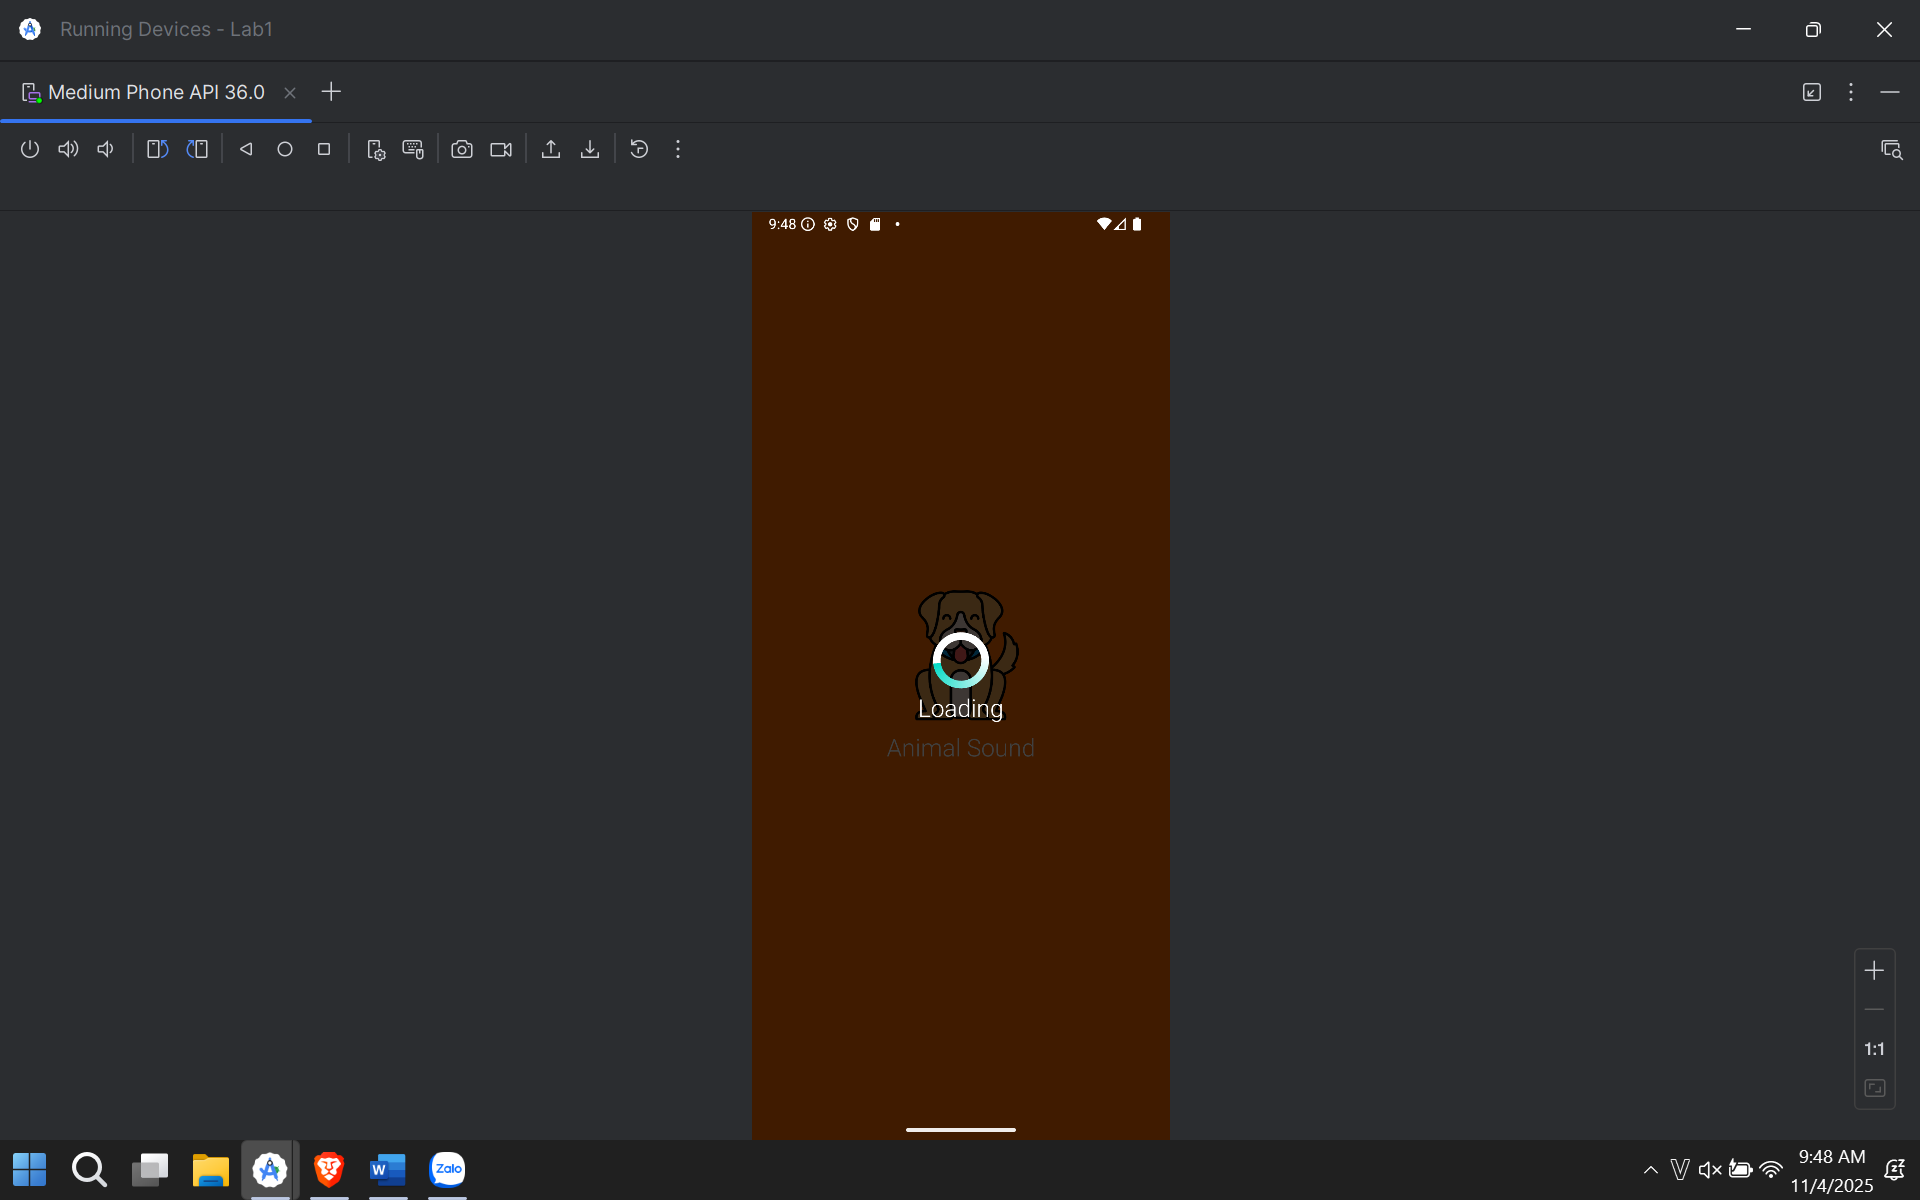 Running Devices - Lab1
Medium Phone API 36.0
9:48
Loading
Animal Sound
1:1
W
Zalo
9:48 AM
11/4/2025